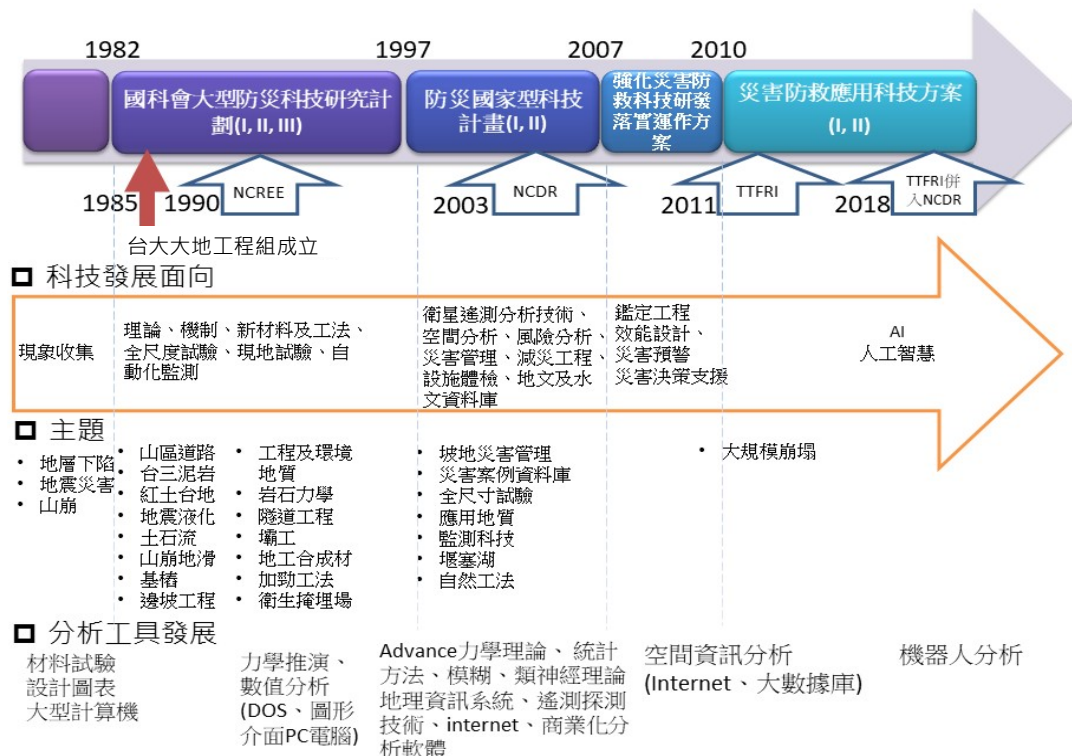 1982
1997
2007
2010
國科會大型防災科技研究計
劃(I, II, III)
防災國家型科技
計畫(I, II)
強化災害防
救科技研發
落實運作方
案
災害防救應用科技方案
(I, II)
1985
1990
NCREE
2003
NCDR
2011
TTFRI
2018
TTFRI併
入NCDR
台大大地工程組成立
科技發展面向
現象收集
理論、機制、新材料及工法、
全尺度試驗、現地試驗、自
動化監測
衛星遙測分析技術、
空間分析、風險分析、
災害管理、減災工程、
設施體檢、地文及水
文資料庫
鑑定工程
效能設計、
災害預警
災害決策支援
AI
人工智慧
主題
• 地層下陷
• 地震災害
• 山崩
• 山區道路
• 台三泥岩
• 紅土台地
• 地震液化
• 土石流
• 山崩地滑
• 基樁
• 邊坡工程
• 工程及環境
地質
• 岩石力學
• 隧道工程
• 壩工
• 地工合成材
• 加勁工法
• 衛生掩埋場
• 坡地災害管理
• 災害案例資料庫
• 全尺寸試驗
• 應用地質
• 監測科技
• 堰塞湖
• 自然工法
• 大規模崩塌
分析工具發展
材料試驗
設計圖表
大型計算機
力學推演、
數值分析
(DOS、圖形
介面PC電腦)
Advance力學理論、統計
方法、模糊、類神經理論
地理資訊系統、遙測探測
技術、internet、商業化分
析軟體
空間資訊分析
(Internet、大數據庫)
機器人分析